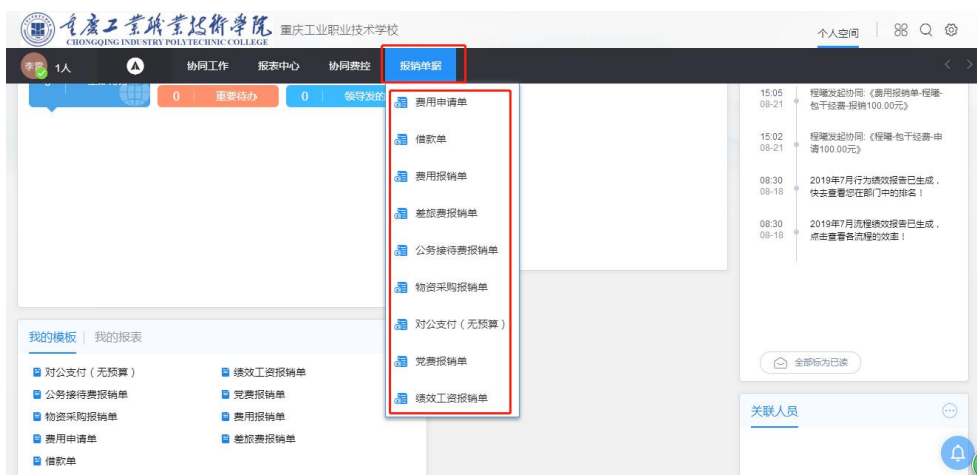 重庆工业职业技术学院 重庆工业职业技术学校
CHONGQING INDUSTRY POLYTECHNIC COLLEGE
个人空间
1人 协同工作 报表中心 协同费控 报销单据
0 重要待办 0 领导发的
费用申请单
借款单
费用报销单
差旅费报销单
公务接待费报销单
物资采购报销单
对公支付（无预算）
党费报销单
绩效工资报销单
15:05 程曦发起协同:《费用报销单-程曦-
08-21 包干经费-报销100.00元》
15:02 程曦发起协同:《程曦-包干经费-申
08-21 请100.00元》
08:30 2019年7月行为绩效报告已生成，
08-18 快去查看您在部门中的排名！
08:30 2019年7月流程绩效报告已生成，
08-18 点击查看各流程的效率！
全部标为已读
我的模板 我的报表
对公支付（无预算） 绩效工资报销单
公务接待费报销单 党费报销单
物资采购报销单 费用报销单
费用申请单 差旅费报销单
借款单
关联人员